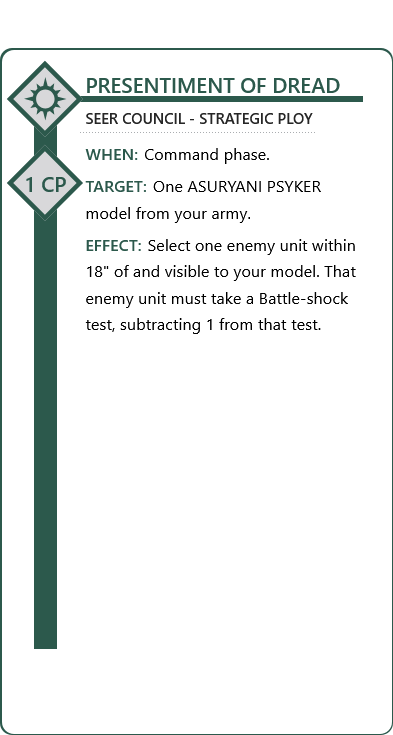 PRESENTIMENT OF DREAD
SEER COUNCIL - STRATEGIC PLOY
WHEN: Command phase.
1 CP
TARGET: One ASURYANI PSYKER
model from your army.
EFFECT: Select one enemy unit within
18" of and visible to your model. That
enemy unit must take a Battle-shock
test, subtracting 1 from that test.